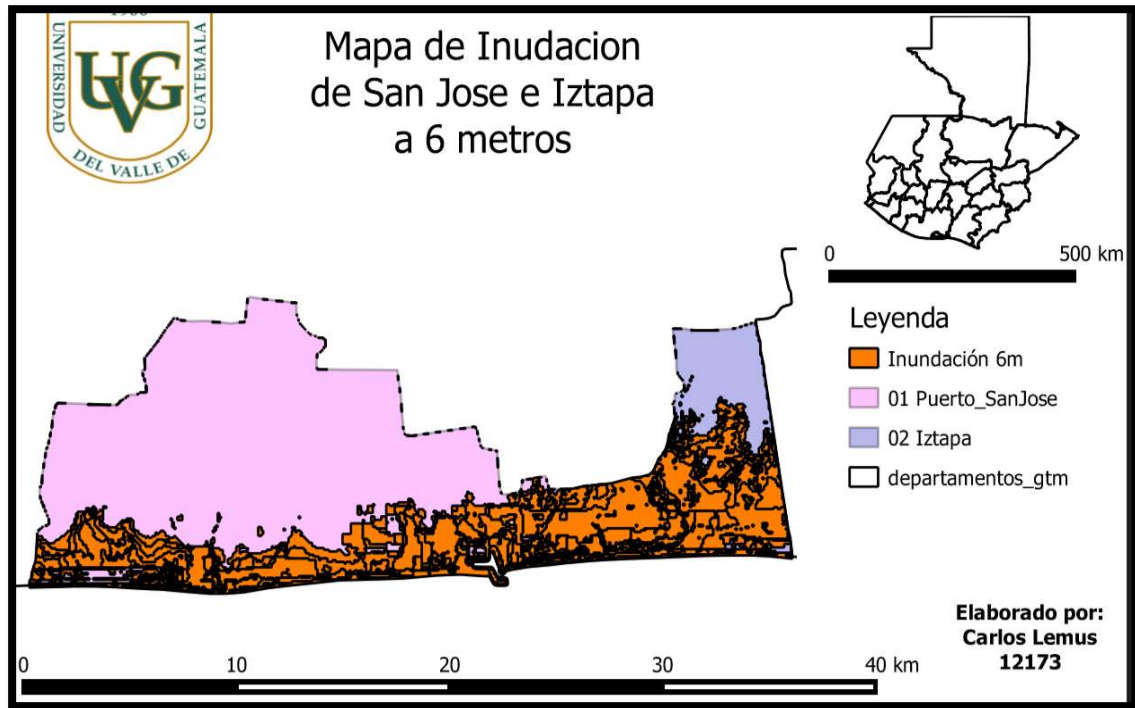 1966
UNIVERSIDAD
DEL VALLE DE
GUATEMALA
UVG
Mapa de Inudacion
de San Jose e Iztapa
a 6 metros
0 500 km
Leyenda
Inundación 6m
01 Puerto_SanJose
02 Iztapa
departamentos_gtm
Elaborado por:
Carlos Lemus
12173
0 10 20 30 40 km